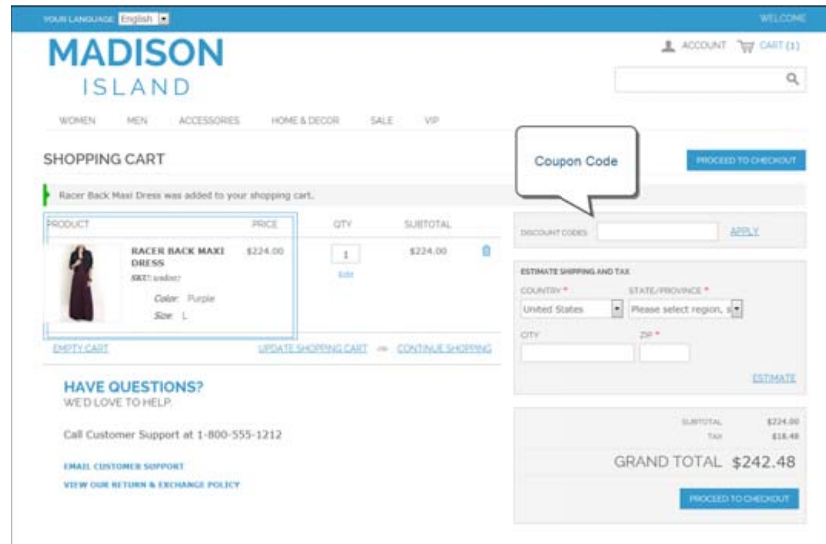 YOUR LANGUAGE: English
WELCOME
MADISON
ISLAND
ACCOUNT CART (1)
WOMEN MEN ACCESSORIES HOME & DECOR SALE VIP
SHOPPING CART
Coupon Code
PROCEED TO CHECKOUT
Racer Back Maxi Dress was added to your shopping cart.
PRODUCT PRICE QTY SUBTOTAL
RACER BACK MAXI DRESS $224.00 1 $224.00
SKU:
Edit
Color: Purple
Size: L
EMPTY CART UPDATE SHOPPING CART CONTINUE SHOPPING
DISCOUNT CODES APPLY
ESTIMATE SHIPPING AND TAX
COUNTRY * STATE/PROVINCE *
United States Please select region, s
CITY ZIP *
ESTIMATE
SUBTOTAL $224.00
TAX $18.48
GRAND TOTAL $242.48
PROCEED TO CHECKOUT
HAVE QUESTIONS?
WE'D LOVE TO HELP.
Call Customer Support at 1-800-555-1212
EMAIL CUSTOMER SUPPORT
VIEW OUR RETURN & EXCHANGE POLICY